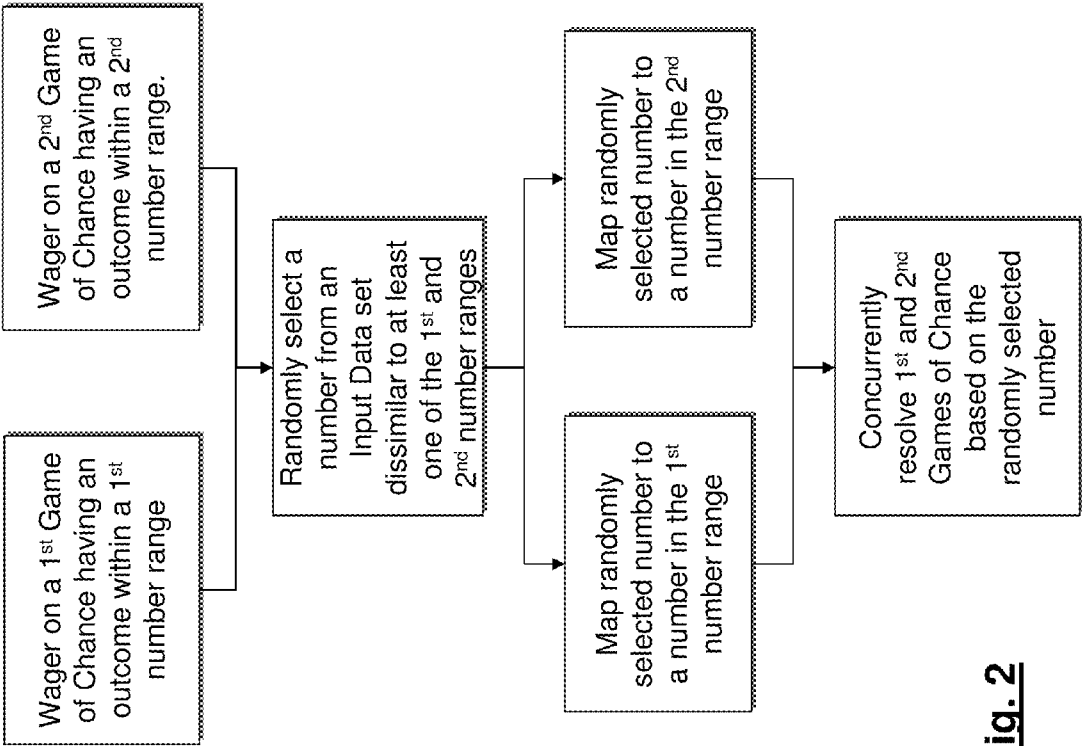 Wager on a 1st Game
of Chance having an
outcome within a 1st
number range
Wager on a 2nd Game
of Chance having an
outcome within a 2nd
number range.
Randomly select a
number from an
Input Data set
dissimilar to at least
one of the 1st and
2nd number ranges
Map randomly
selected number to
a number in the 1st
number range
Map randomly
selected number to
a number in the 2nd
number range
Concurrently
resolve 1st and 2nd
Games of Chance
based on the
randomly selected
number
ig. 2